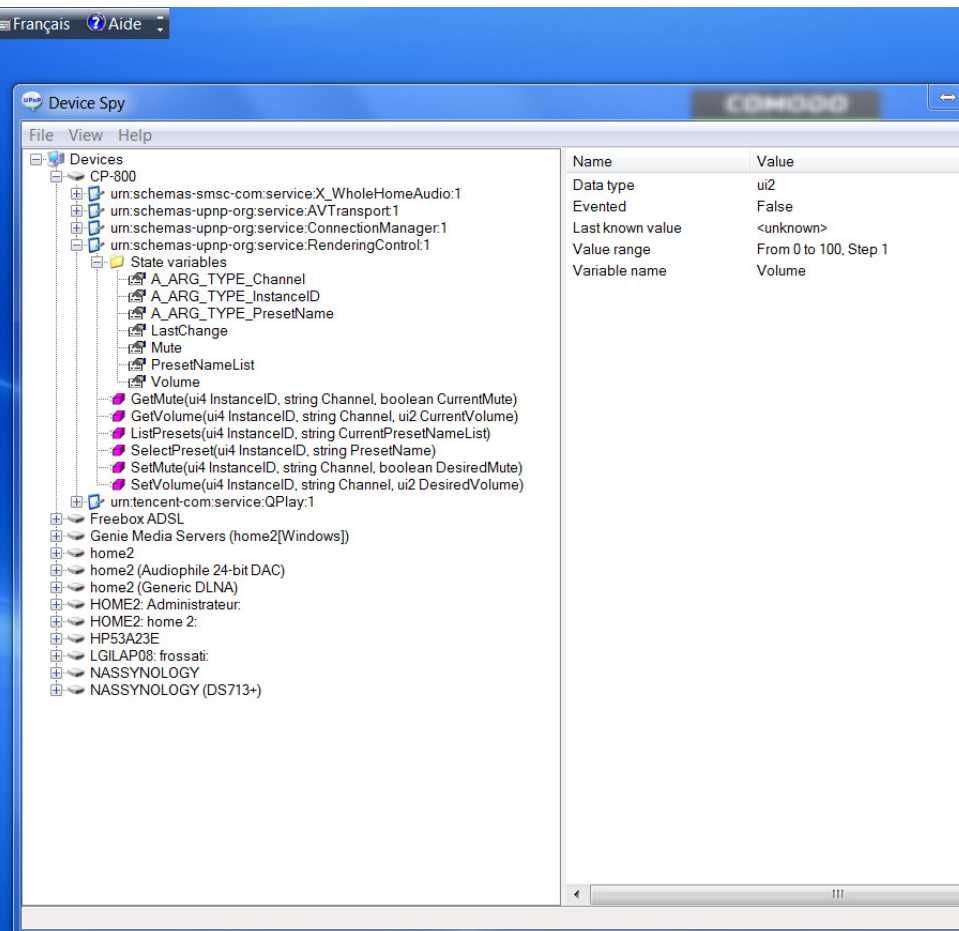 Français Aide
UPnP Device Spy
COMODO
File View Help
Devices
CP-800
urn:schemas-smsc-com:service:X_WholeHomeAudio:1
urn:schemas-upnp-org:service:AVTransport:1
urn:schemas-upnp-org:service:ConnectionManager:1
urn:schemas-upnp-org:service:RenderingControl:1
State variables
A_ARG_TYPE_Channel
A_ARG_TYPE_InstanceID
A_ARG_TYPE_PresetName
LastChange
Mute
PresetNameList
Volume
GetMute(ui4 InstanceID, string Channel, boolean CurrentMute)
GetVolume(ui4 InstanceID, string Channel, ui2 CurrentVolume)
ListPresets(ui4 InstanceID, string CurrentPresetNameList)
SelectPreset(ui4 InstanceID, string PresetName)
SetMute(ui4 InstanceID, string Channel, boolean DesiredMute)
SetVolume(ui4 InstanceID, string Channel, ui2 DesiredVolume)
urn:tencent-com:service:QPlay:1
Freebox ADSL
Genie Media Servers (home2[Windows])
home2
home2 (Audiophile 24-bit DAC)
home2 (Generic DLNA)
HOME2: Administrateur:
HOME2: home 2:
HP53A23E
LGILAP08: frossati:
NASSYNOLOGY
NASSYNOLOGY (DS713+)
Name Value
Data type ui2
Evented False
Last known value <unknown>
Value range From 0 to 100, Step 1
Variable name Volume